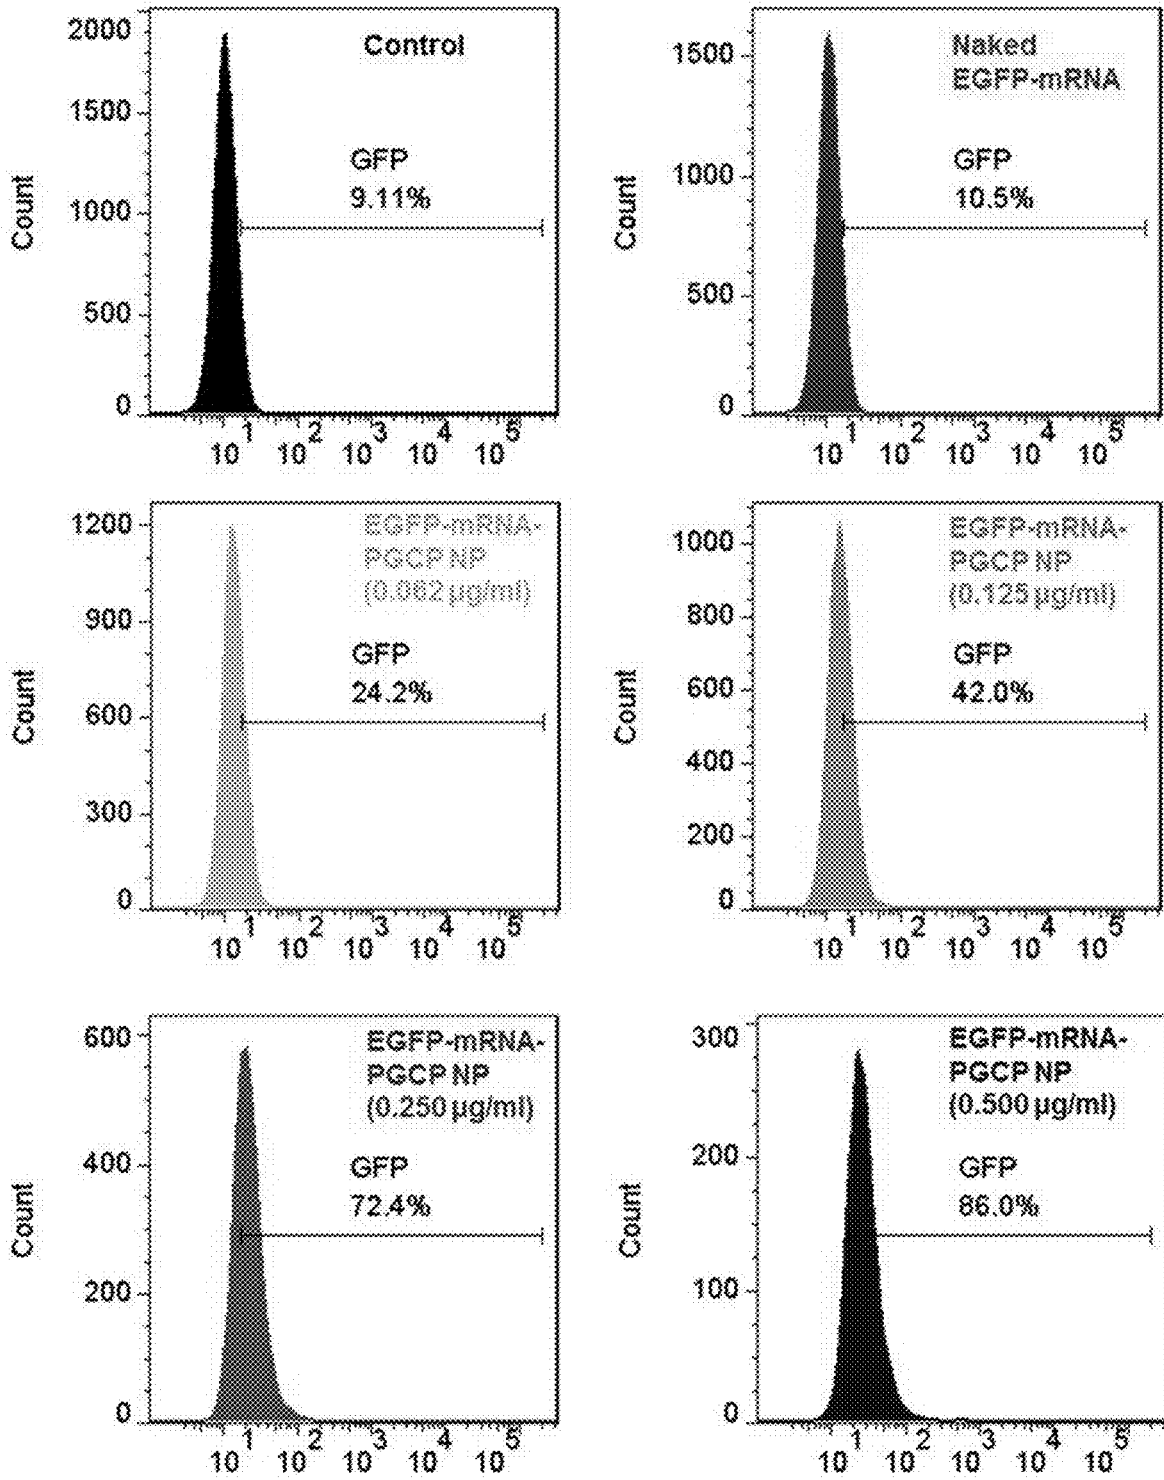 2000
1500
1000
500
0
Count
Control
GFP
9.11%
10^1 10^2 10^3 10^4 10^5
1500
1000
500
0
Count
Naked
EGFP-mRNA
GFP
10.5%
10^1 10^2 10^3 10^4 10^5
1200
900
600
300
0
Count
EGFP-mRNA-
PGCP NP
(0.062 µg/ml)
GFP
24.2%
10^1 10^2 10^3 10^4 10^5
1000
800
600
400
200
0
Count
EGFP-mRNA-
PGCP NP
(0.125 µg/ml)
GFP
42.0%
10^1 10^2 10^3 10^4 10^5
600
400
200
0
Count
EGFP-mRNA-
PGCP NP
(0.250 µg/ml)
GFP
72.4%
10^1 10^2 10^3 10^4 10^5
300
200
100
0
Count
EGFP-mRNA-
PGCP NP
(0.500 µg/ml)
GFP
86.0%
10^1 10^2 10^3 10^4 10^5